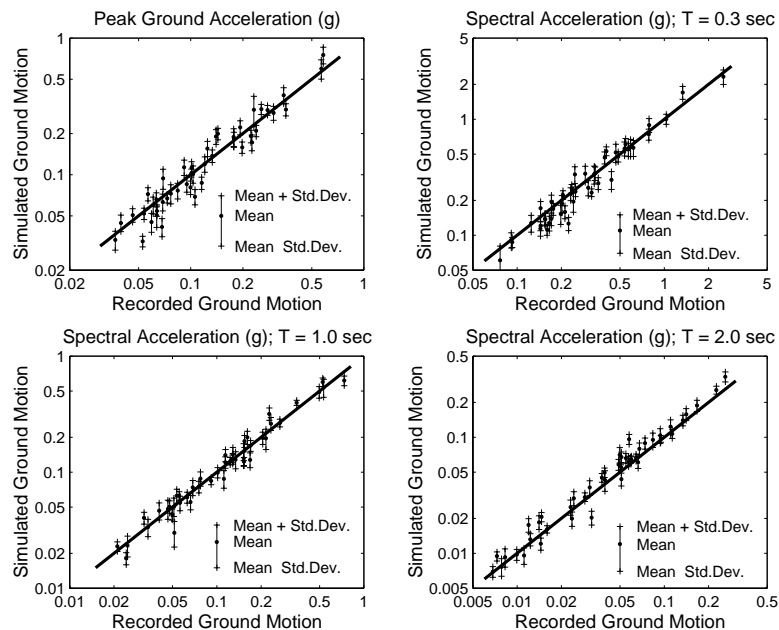 Peak Ground Acceleration (g)
Simulated Ground Motion
1
0.5
0.2
0.1
0.05
0.02
Mean + Std.Dev.
Mean
Mean Std.Dev.
0.02 0.05 0.1 0.2 0.5 1
Recorded Ground Motion
Spectral Acceleration (g); T = 0.3 sec
Simulated Ground Motion
5
2
1
0.5
0.2
0.1
0.05
Mean + Std.Dev.
Mean
Mean Std.Dev.
0.05 0.1 0.2 0.5 1 2 5
Recorded Ground Motion
Spectral Acceleration (g); T = 1.0 sec
Simulated Ground Motion
1
0.5
0.2
0.1
0.05
0.02
0.01
Mean + Std.Dev.
Mean
Mean Std.Dev.
0.01 0.02 0.05 0.1 0.2 0.5 1
Recorded Ground Motion
Spectral Acceleration (g); T = 2.0 sec
Simulated Ground Motion
0.5
0.2
0.1
0.05
0.02
0.01
0.005
Mean + Std.Dev.
Mean
Mean Std.Dev.
0.005 0.01 0.02 0.05 0.1 0.2 0.5
Recorded Ground Motion